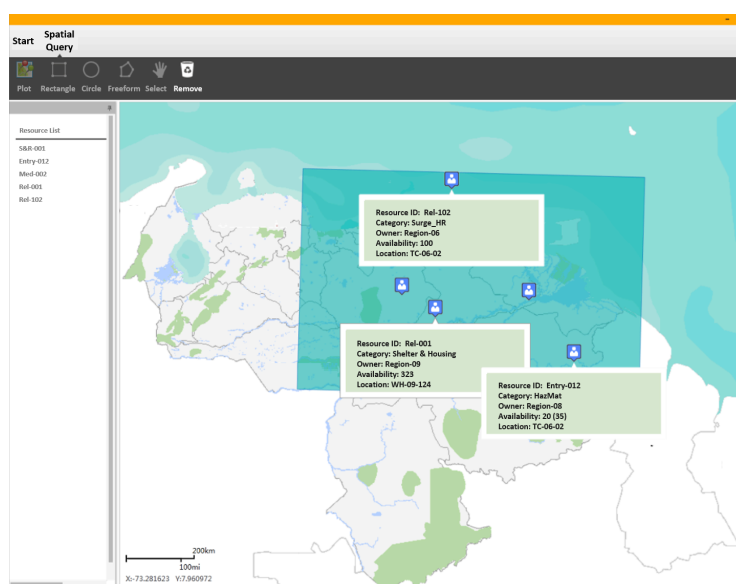 Start
Spatial
Query
Plot Rectangle Circle Freeform Select Remove
Resource List
S&R-001
Entry-012
Med-002
Rel-001
Rel-102
Resource ID: Rel-102
Category: Surge_HR
Owner: Region-06
Availability: 100
Location: TC-06-02
Resource ID: Rel-001
Category: Shelter & Housing
Owner: Region-09
Availability: 323
Location: WH-09-124
Resource ID: Entry-012
Category: HazMat
Owner: Region-08
Availability: 20 (35)
Location: TC-06-02
200km
100mi
X:-73.281623 Y:7.960972